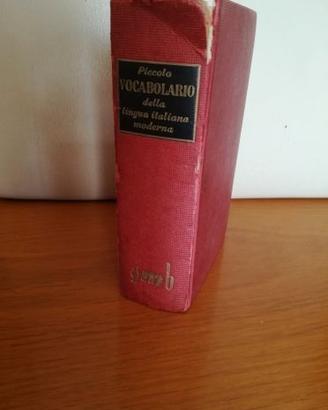 Piccolo
VOCABOLARIO
della
lingua italiana
moderna